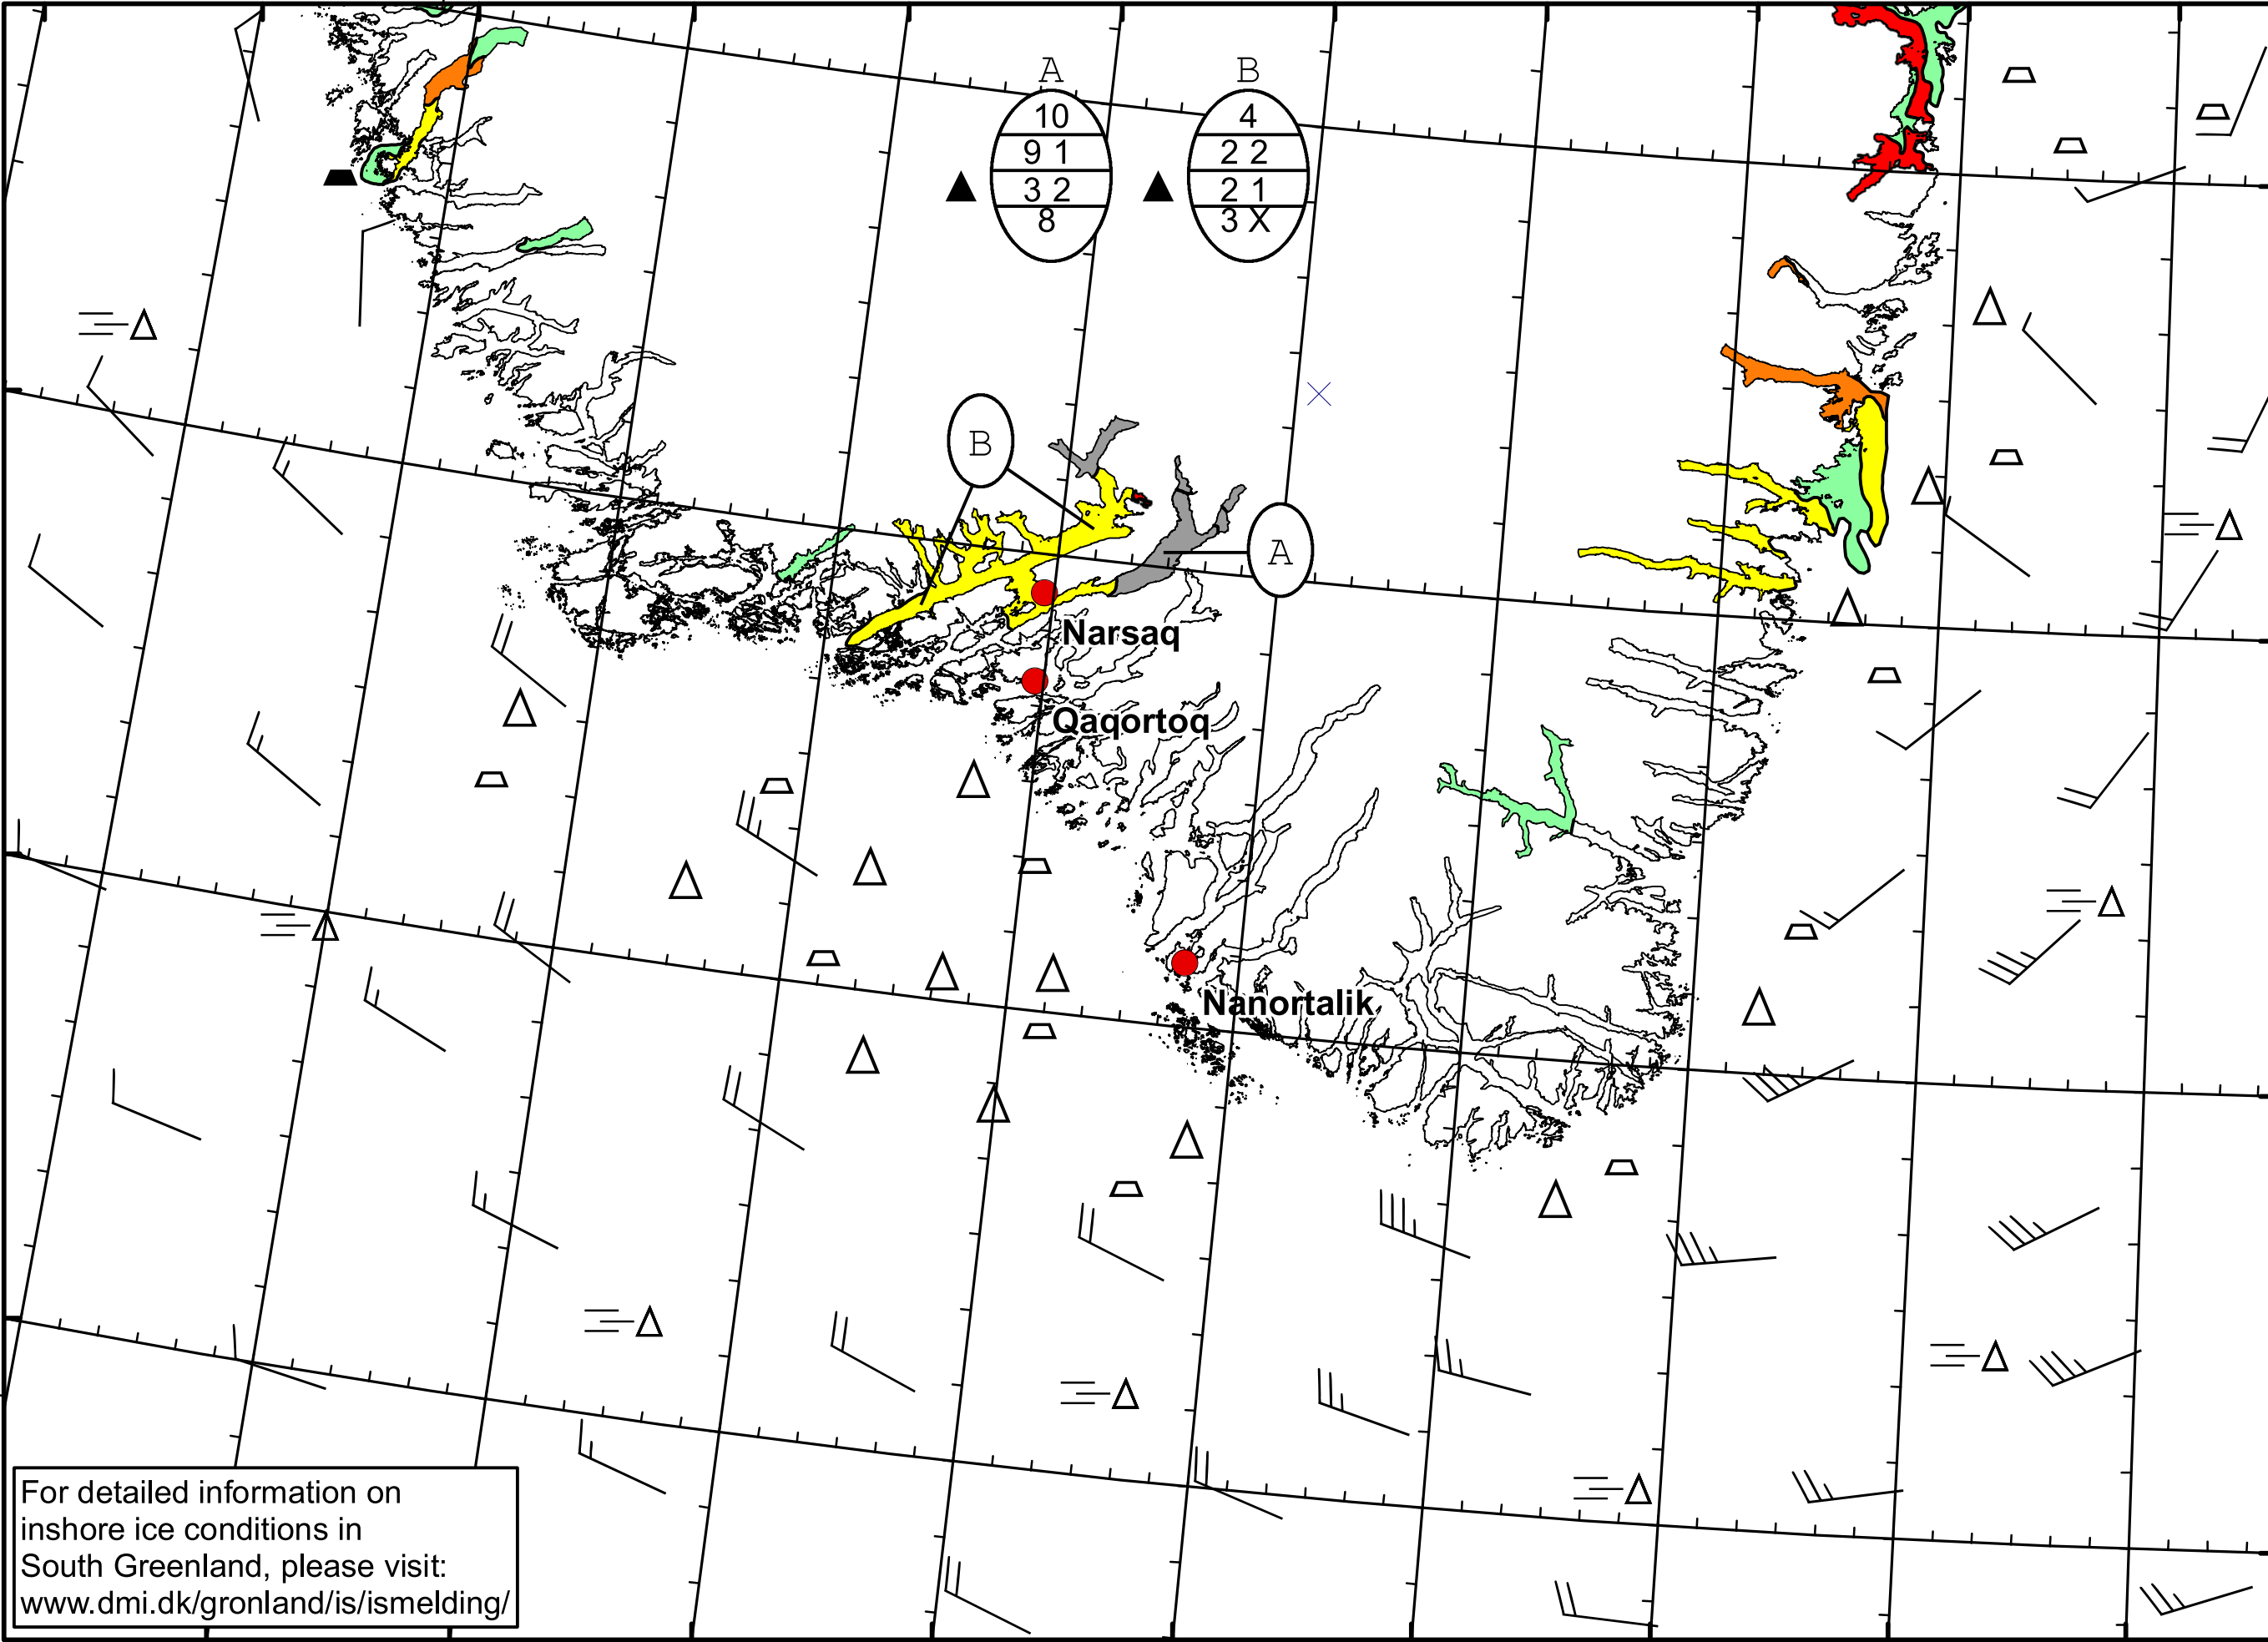 A
10
9 1
3 2
8
B
4
2 2
2 1
3 X
B
A
Narsaq
Qaqortoq
Nanortalik
For detailed information on
inshore ice conditions in
South Greenland, please visit:
www.dmi.dk/gronland/is/ismelding/